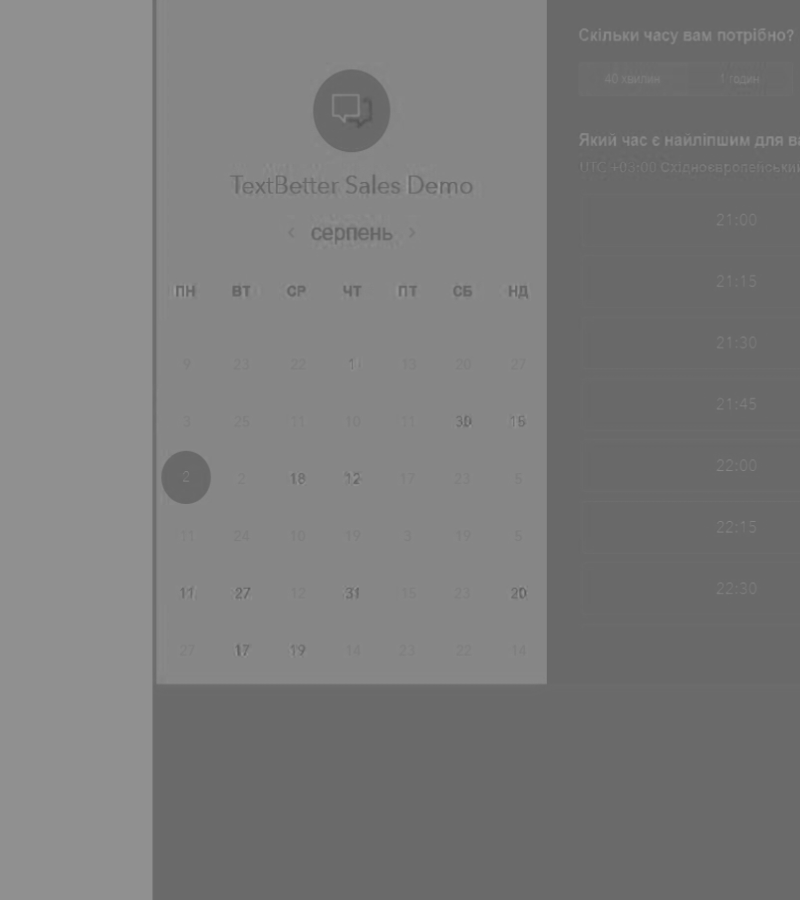 TextBetter Sales Demo
‹ серпень ›
ПН ВТ СР ЧТ ПТ СБ НД
9 23 22 1 13 20 27
3 25 11 10 11 30 15
2 2 18 12 17 23 5
11 24 10 19 3 19 5
11 27 12 31 15 23 20
27 17 19 14 23 22 14
Скільки часу вам потрібно?
40 хвилин 1 годин
Який час є найліпшим для ва
UTC +03:00 Східноєвропейський
21:00
21:15
21:30
21:45
22:00
22:15
22:30